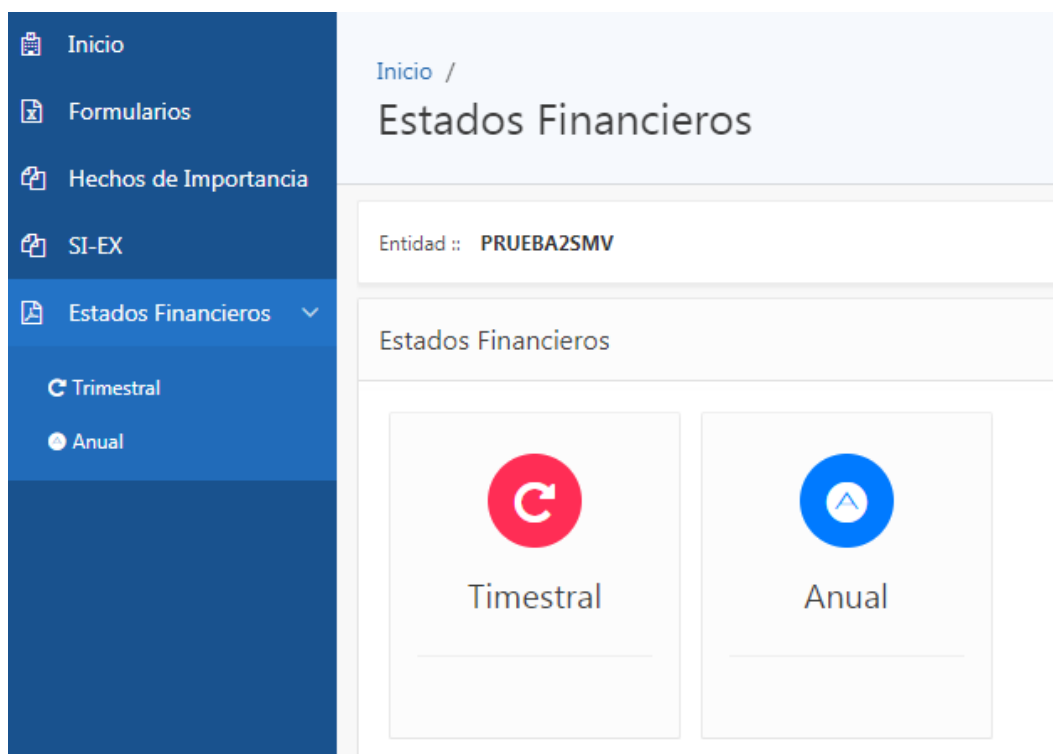 Inicio
Formularios
Hechos de Importancia
SI-EX
Estados Financieros
Trimestral
Anual
Inicio /
Estados Financieros
Entidad :: PRUEBA2SMV
Estados Financieros
Timestral
Anual